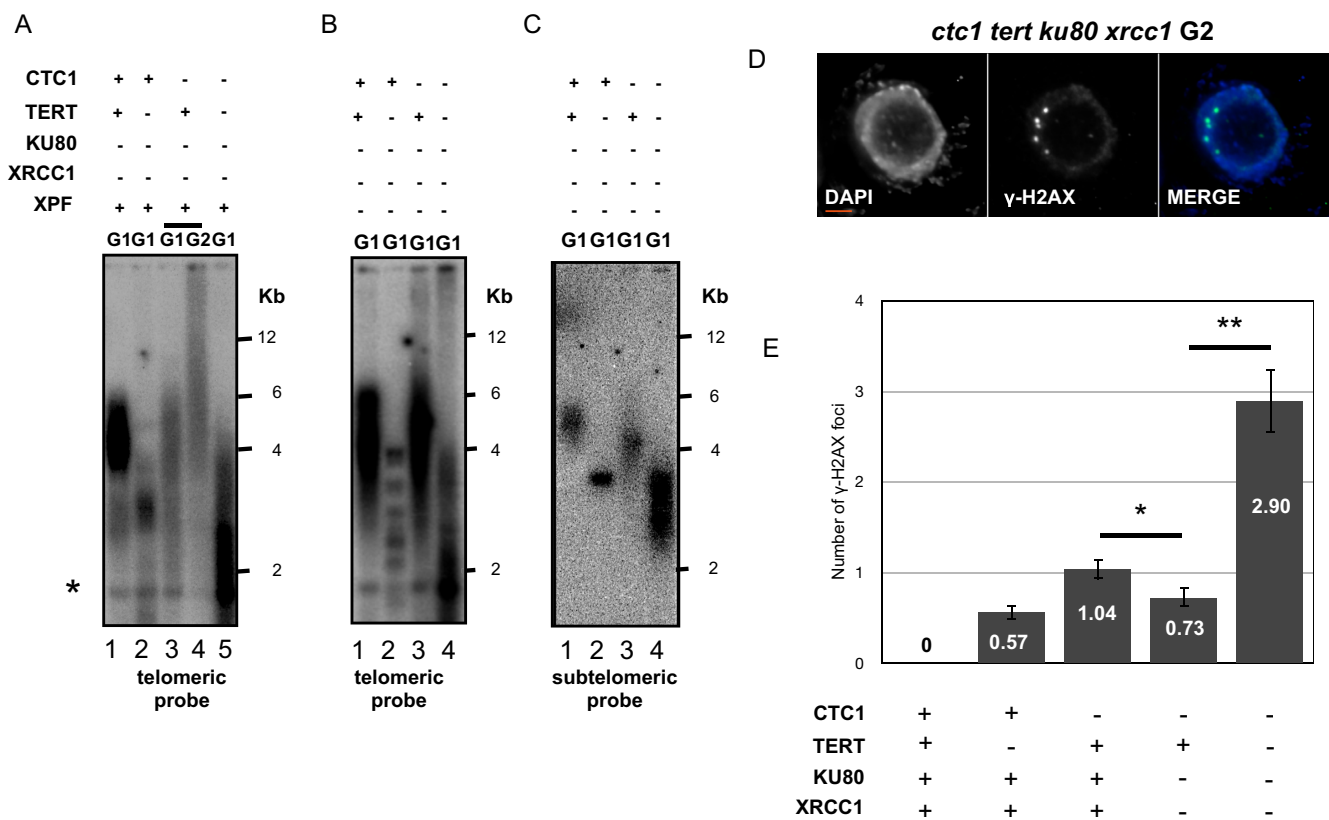 A
CTC1 + + - -
TERT + - + -
KU80 - - - -
XRCC1 - - - -
XPF + + + +
G1 G1 G1 G2 G1
Kb
12
6
4
2
*
1 2 3 4 5
telomeric
probe
B
+ + - -
+ - + -
- - - -
- - - -
- - - -
G1 G1 G1 G1
Kb
12
6
4
2
1 2 3 4
telomeric
probe
C
+ + - -
+ - + -
- - - -
- - - -
- - - -
G1 G1 G1 G1
Kb
12
6
4
2
1 2 3 4
subtelomeric
probe
ctc1 tert ku80 xrcc1 G2
D
DAPI
γ-H2AX
MERGE
E
Number of γ-H2AX foci
4
3
2
1
0
**
*
0 0.57 1.04 0.73 2.90
CTC1 + + - - -
TERT + - + + -
KU80 + + + - -
XRCC1 + + + - -